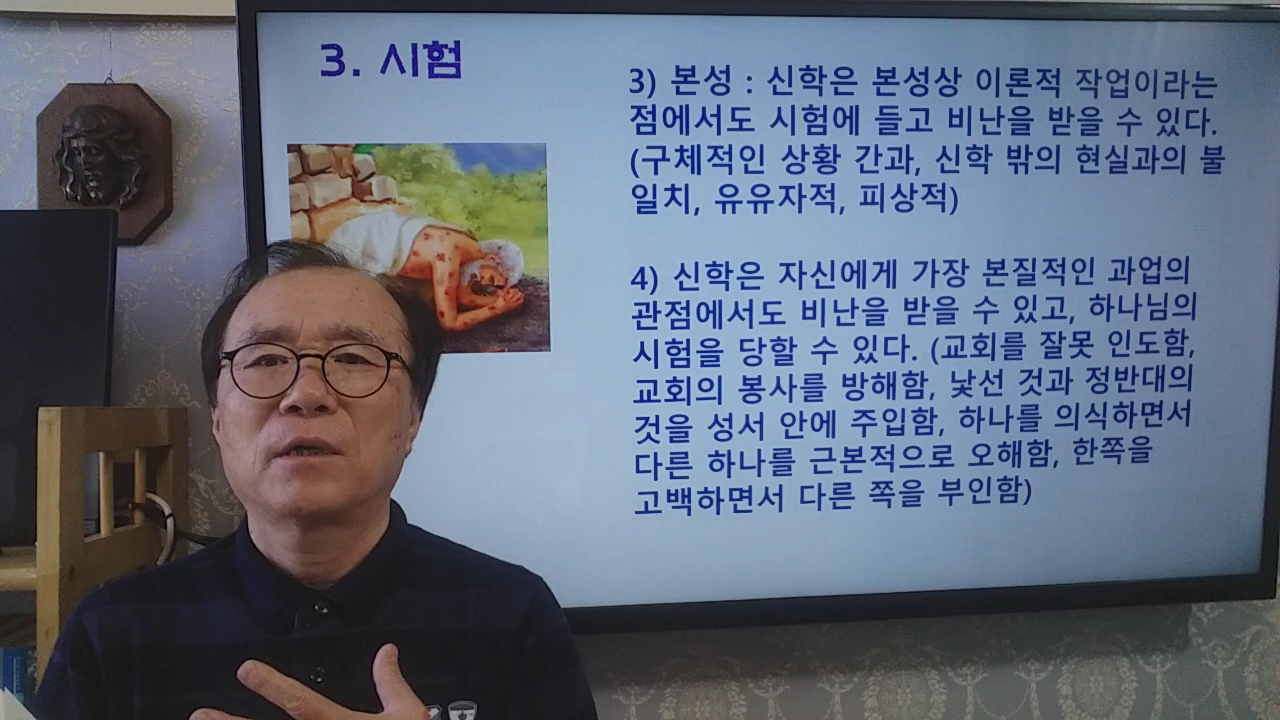 3. 시험
3) 본성 : 신학은 본성상 이론적 작업이라는
점에서도 시험에 들고 비난을 받을 수 있다.
(구체적인 상황 간과, 신학 밖의 현실과의 불
일치, 유유자적, 피상적)
4) 신학은 자신에게 가장 본질적인 과업의
관점에서도 비난을 받을 수 있고, 하나님의
시험을 당할 수 있다. (교회를 잘못 인도함,
교회의 봉사를 방해함, 낯선 것과 정반대의
것을 성서 안에 주입함, 하나를 의식하면서
다른 하나를 근본적으로 오해함, 한쪽을
고백하면서 다른 쪽을 부인함)